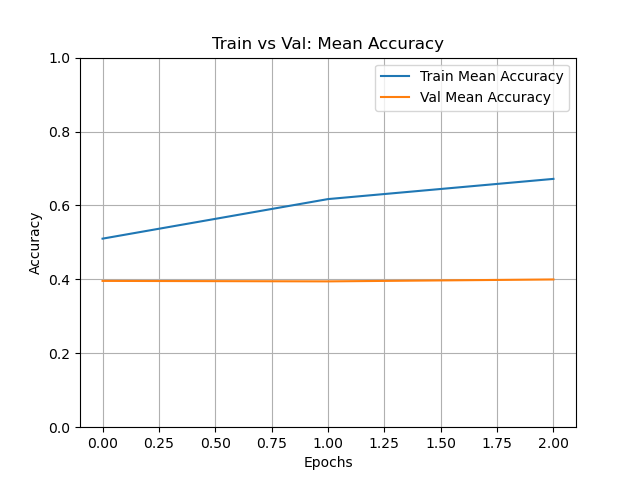 Train vs Val: Mean Accuracy
Train Mean Accuracy
Val Mean Accuracy
1.0
0.8
0.6
0.4
0.2
0.0
Accuracy
0.00 0.25 0.50 0.75 1.00 1.25 1.50 1.75 2.00
Epochs